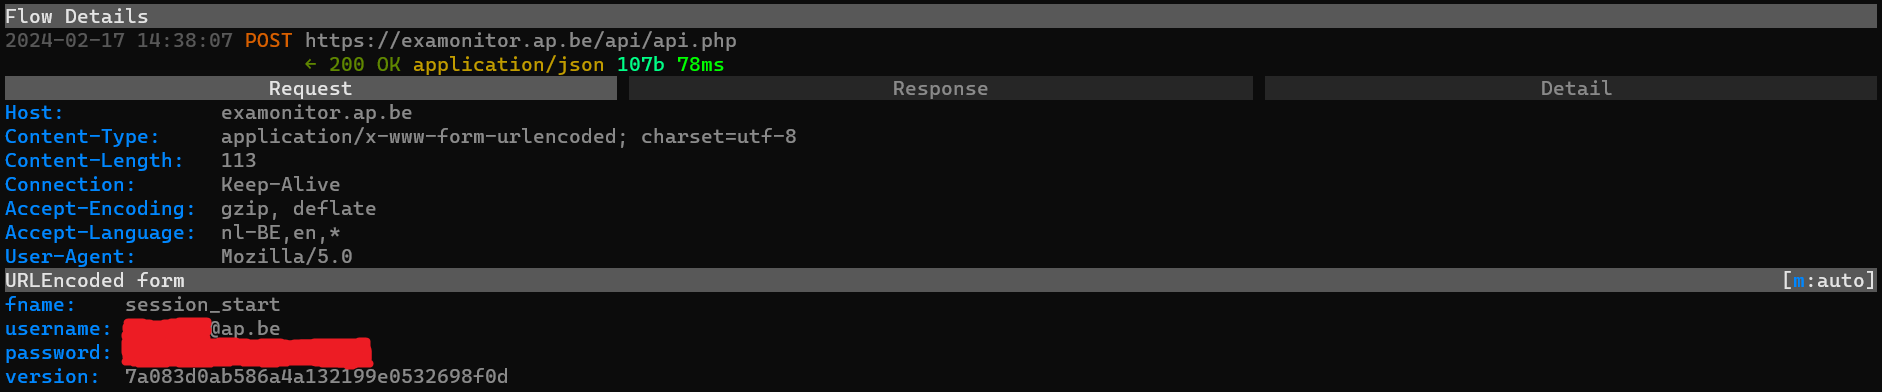 Flow Details
2024-02-17 14:38:07 POST https://examonitor.ap.be/api/api.php
← 200 OK application/json 107b 78ms
Request Response Detail
Host: examonitor.ap.be
Content-Type: application/x-www-form-urlencoded; charset=utf-8
Content-Length: 113
Connection: Keep-Alive
Accept-Encoding: gzip, deflate
Accept-Language: nl-BE,en,*
User-Agent: Mozilla/5.0
URLEncoded form [m:auto]
fname: session_start
username: @ap.be
password:
version: 7a083d0ab586a4a132199e0532698f0d